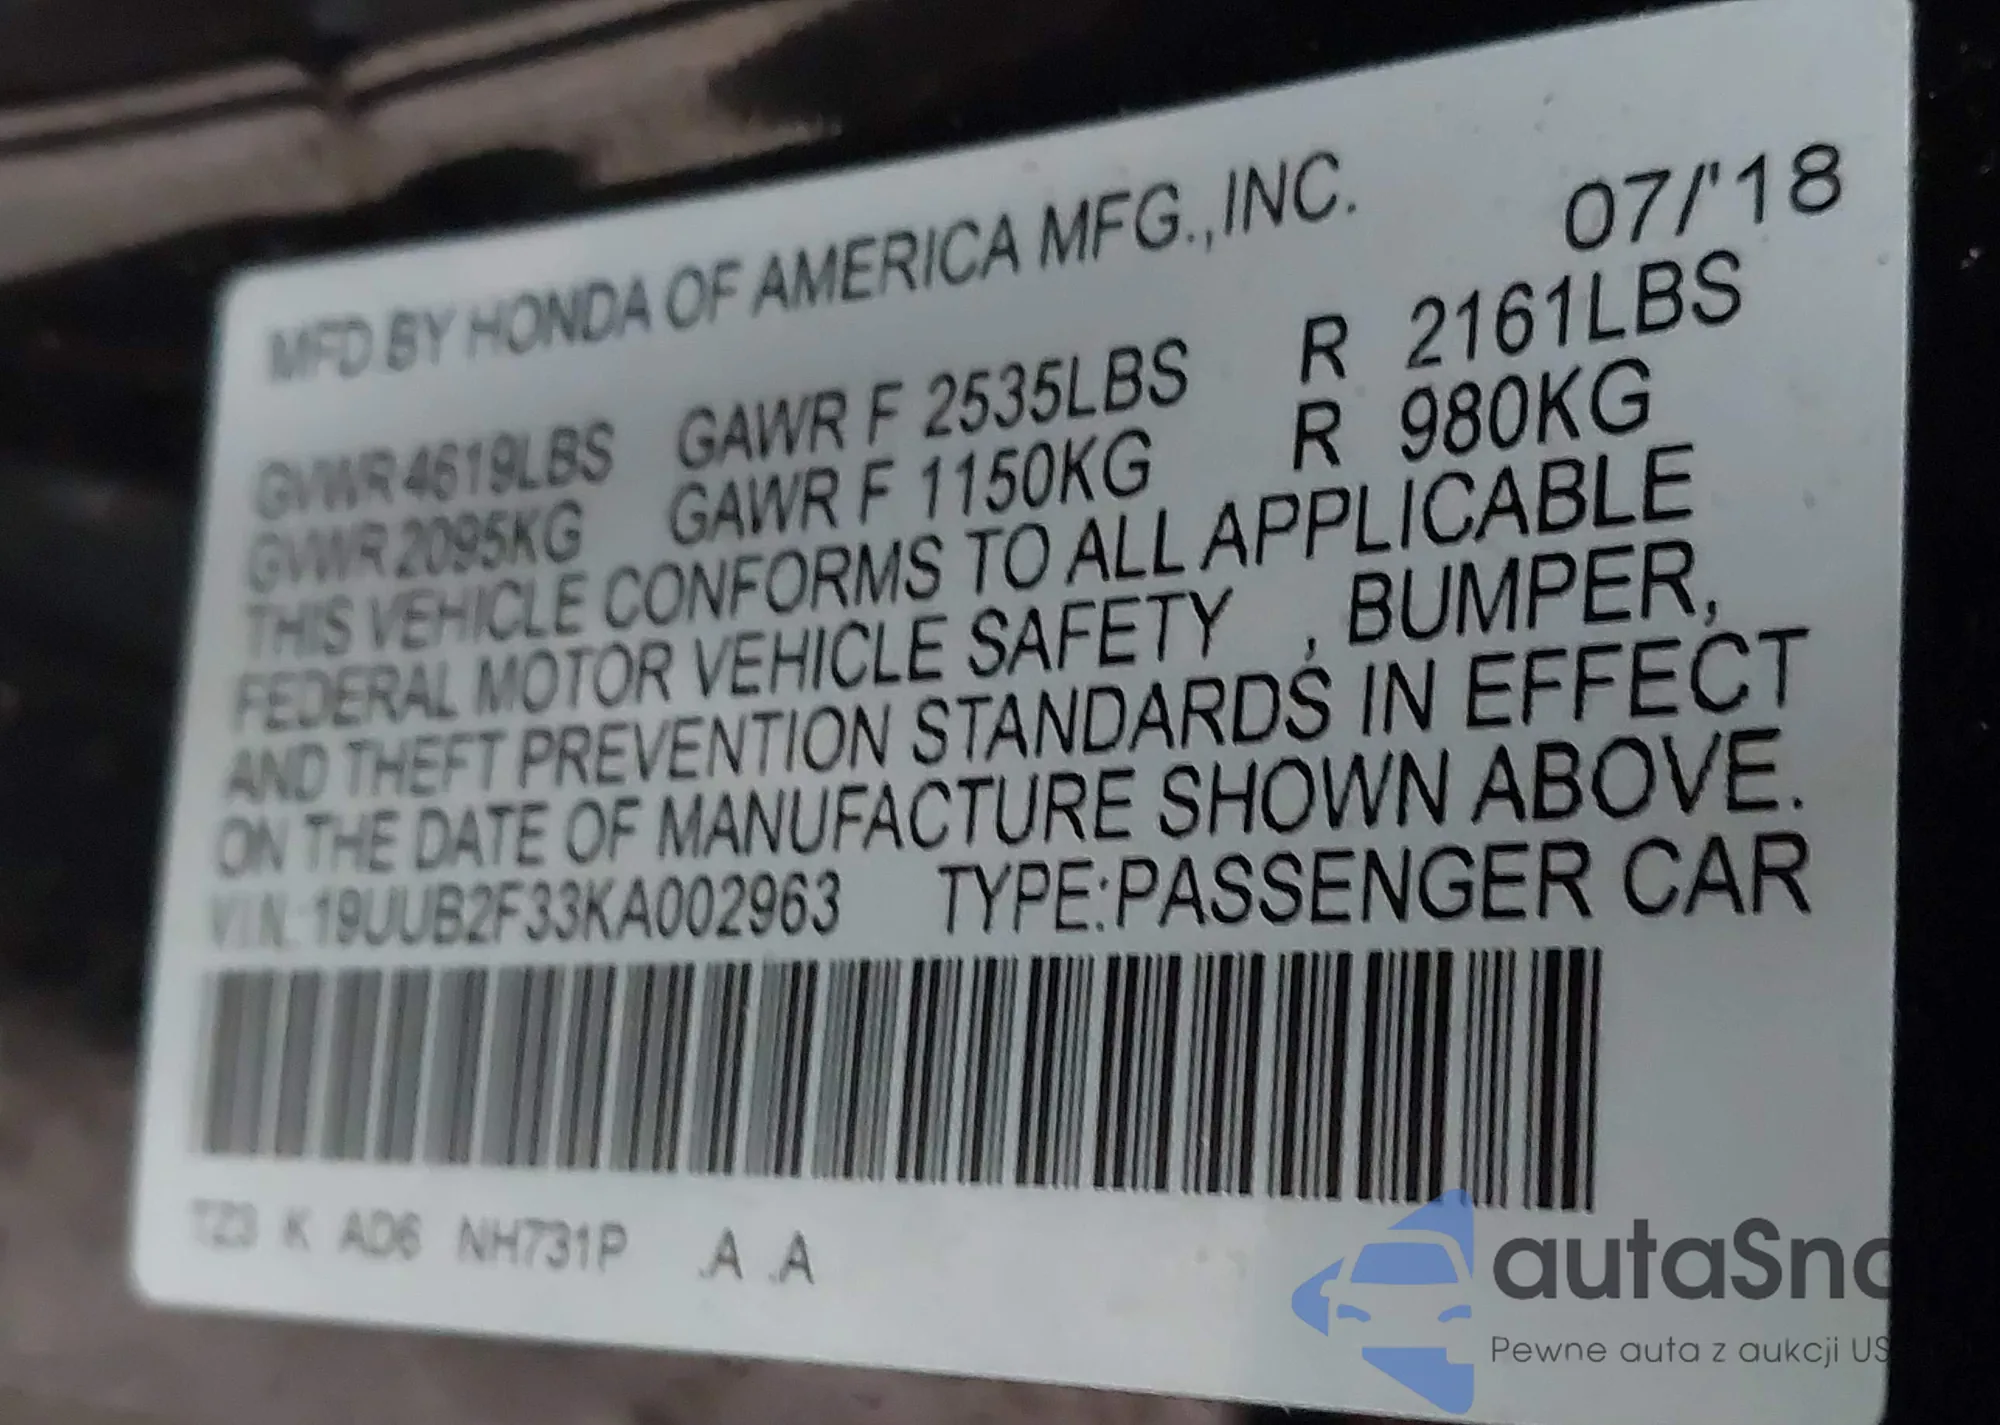 MFD BY HONDA OF AMERICA MFG.,INC. 07/'18
GVWR 4619LBS GAWR F 2535LBS R 2161LBS
GVWR 2095KG GAWR F 1150KG R 980KG
THIS VEHICLE CONFORMS TO ALL APPLICABLE
FEDERAL MOTOR VEHICLE SAFETY , BUMPER,
AND THEFT PREVENTION STANDARDS IN EFFECT
ON THE DATE OF MANUFACTURE SHOWN ABOVE.
VIN: 19UUB2F33KA002963 TYPE:PASSENGER CAR
TZ3 K AD6 NH731P .A .A
autaSna
Pewne auta z aukcji US